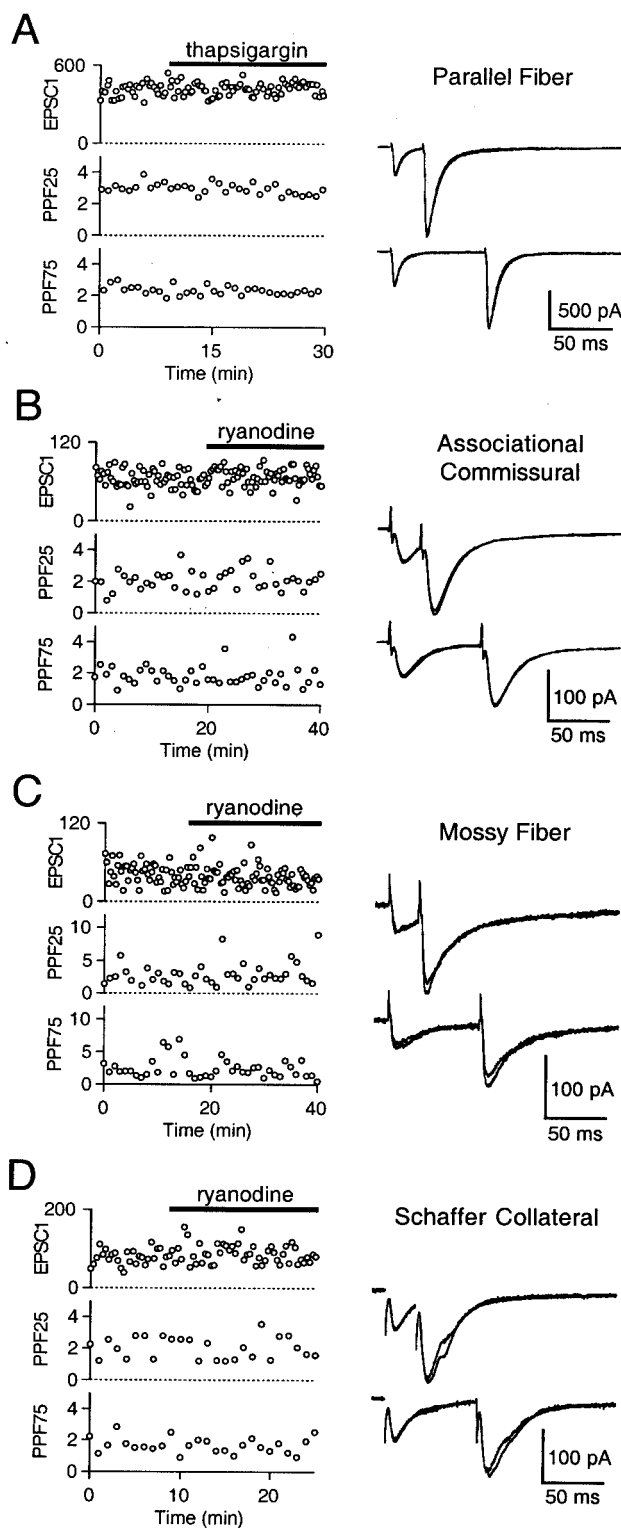 A
thapsigargin
Parallel Fiber
600
0
EPSC1
4
2
0
PPF25
4
2
0
PPF75
0 15 30
Time (min)
500 pA
50 ms
B
ryanodine
Associational
Commissural
120
0
EPSC1
4
2
0
PPF25
4
2
0
PPF75
0 20 40
Time (min)
100 pA
50 ms
C
ryanodine
Mossy Fiber
120
0
EPSC1
10
5
0
PPF25
10
5
0
PPF75
0 20 40
Time (min)
100 pA
50 ms
D
ryanodine
Schaffer Collateral
200
0
EPSC1
4
2
0
PPF25
4
2
0
PPF75
0 10 20
Time (min)
100 pA
50 ms